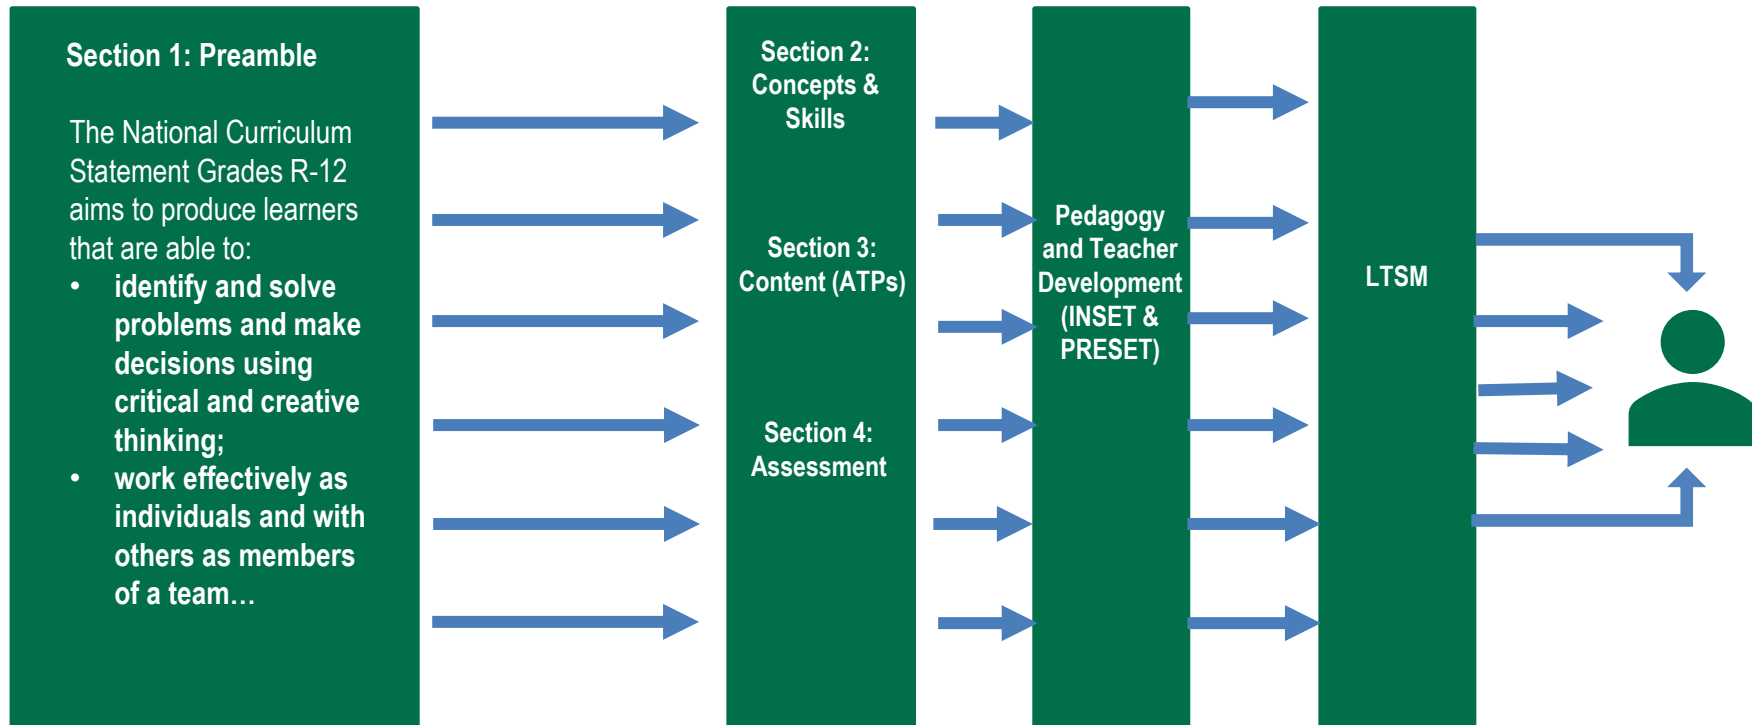 Section 1: Preamble
The National Curriculum
Statement Grades R-12
aims to produce learners
that are able to:
• identify and solve
problems and make
decisions using
critical and creative
thinking;
• work effectively as
individuals and with
others as members
of a team…
Section 2:
Concepts &
Skills
Section 3:
Content (ATPs)
Section 4:
Assessment
Pedagogy
and Teacher
Development
(INSET &
PRESET)
LTSM